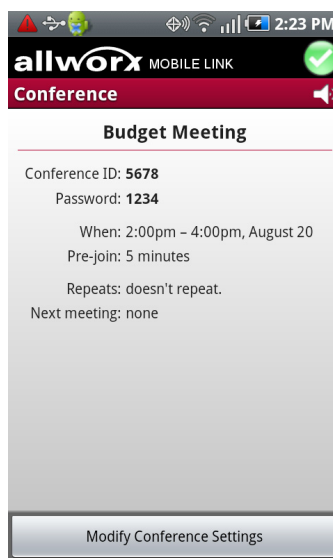 2:23 PM
allworx MOBILE LINK
Conference
Budget Meeting
Conference ID: 5678
Password: 1234
When: 2:00pm – 4:00pm, August 20
Pre-join: 5 minutes
Repeats: doesn't repeat.
Next meeting: none
Modify Conference Settings